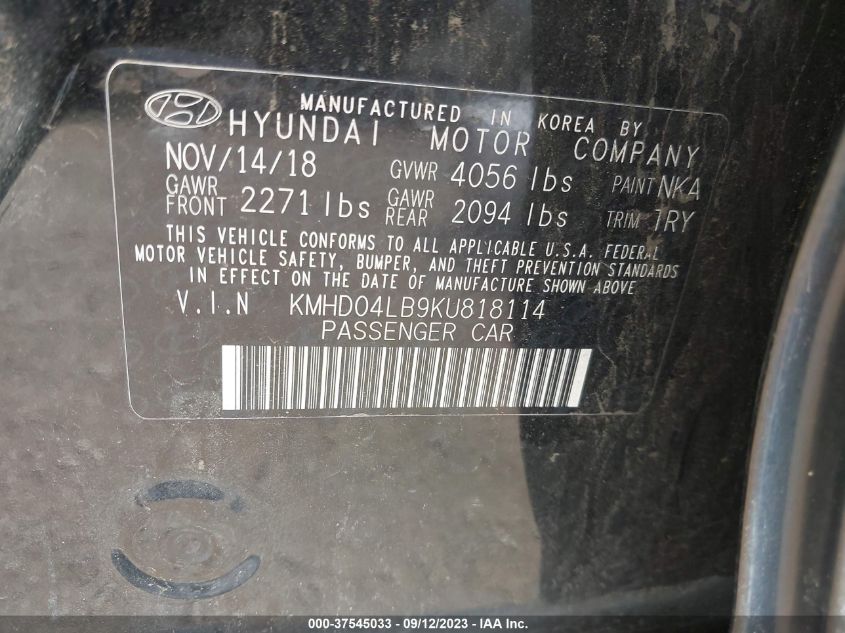 MANUFACTURED IN KOREA BY
HYUNDAI MOTOR COMPANY
NOV/14/18 GVWR 4056 lbs PAINT NKA
GAWR FRONT 2271 lbs GAWR REAR 2094 lbs TRIM TRY
THIS VEHICLE CONFORMS TO ALL APPLICABLE U.S.A. FEDERAL
MOTOR VEHICLE SAFETY, BUMPER, AND THEFT PREVENTION STANDARDS
IN EFFECT ON THE DATE OF MANUFACTURE SHOWN ABOVE
V.I.N KMHD04LB9KU818114
PASSENGER CAR
000-37545033 - 09/12/2023 - IAA Inc.